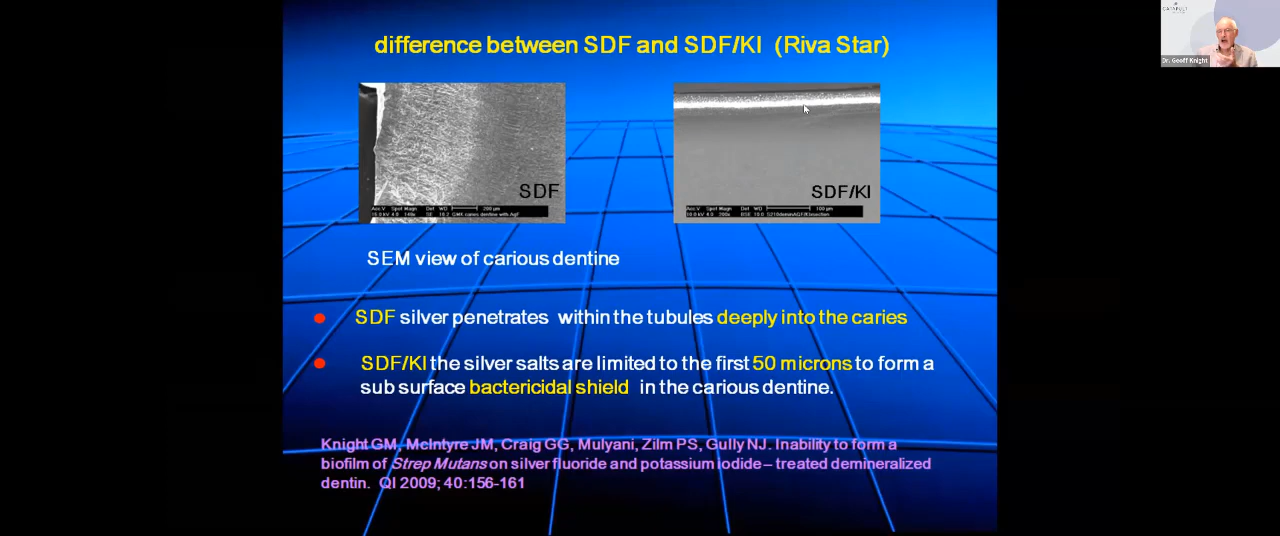 difference between SDF and SDF/KI (Riva Star)
CATAPULT
Dr. Geoff Knight
SDF
SDF/KI
SEM view of carious dentine
SDF silver penetrates within the tubules deeply into the caries
SDF/KI the silver salts are limited to the first 50 microns to form a
sub surface bactericidal shield in the carious dentine.
Knight GM, McIntyre JM, Craig GG, Mulyani, Zilm PS, Gully NJ. Inability to form a
biofilm of Strep Mutans on silver fluoride and potassium iodide – treated demineralized
dentin. QI 2009; 40:156-161